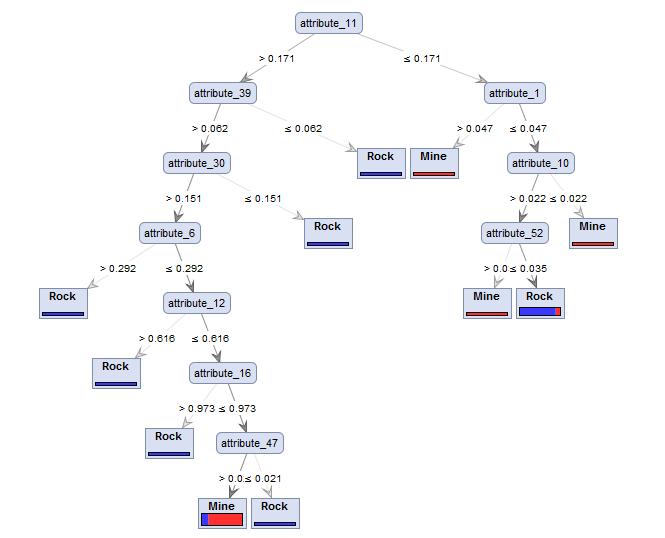 attribute_11
> 0.171 ≤ 0.171
attribute_39 attribute_1
> 0.062 ≤ 0.062 > 0.047 ≤ 0.047
attribute_30 Rock Mine attribute_10
> 0.151 ≤ 0.151 > 0.022 ≤ 0.022
attribute_6 Rock attribute_52 Mine
> 0.292 ≤ 0.292 > 0.0 ≤ 0.035
Rock attribute_12 Mine Rock
> 0.616 ≤ 0.616
Rock attribute_16
> 0.973 ≤ 0.973
Rock attribute_47
> 0.0 ≤ 0.021
Mine Rock